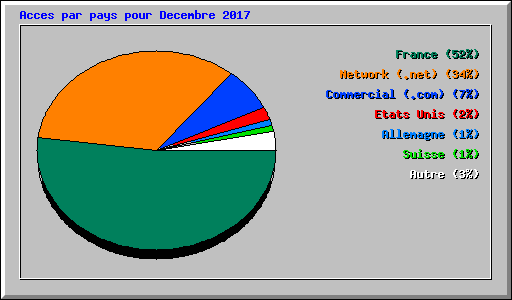 Acces par pays pour Decembre 2017
France (52%)
Network (.net) (34%)
Commercial (.com) (7%)
Etats Unis (2%)
Allemagne (1%)
Suisse (1%)
Autre (3%)